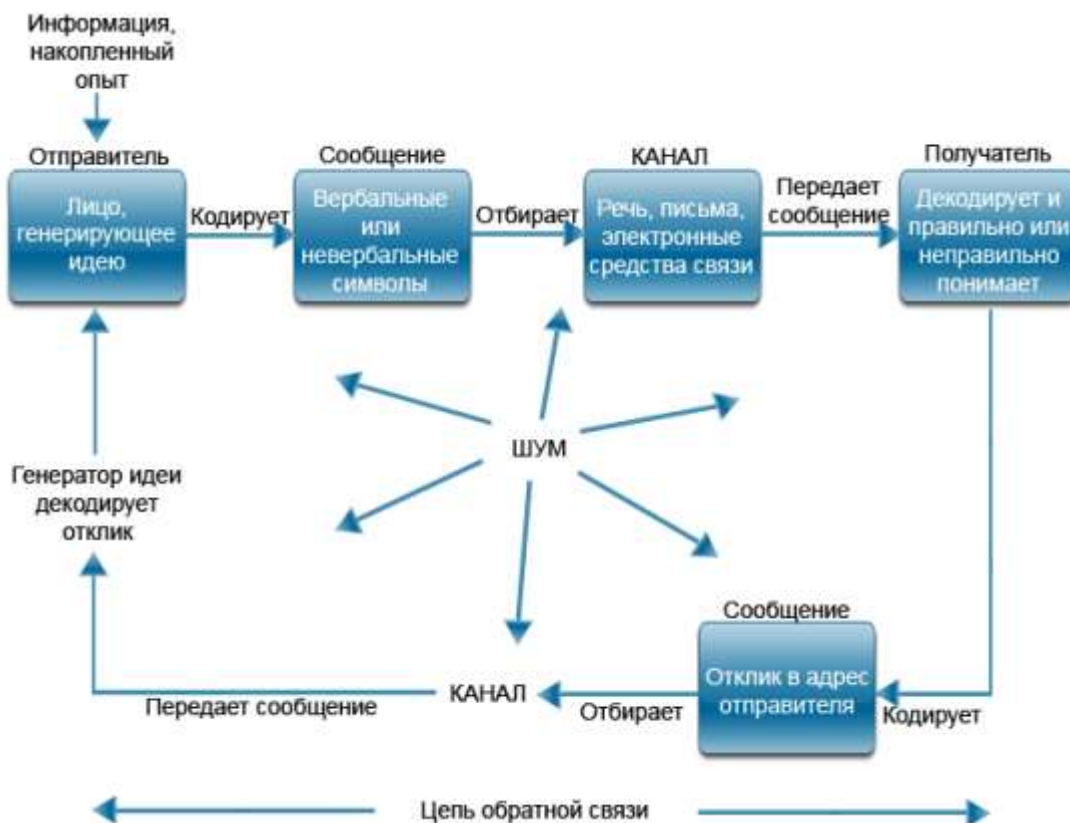 Информация,
накопленный
опыт
Отправитель
Лицо,
генерирующее
идею
Кодирует
Сообщение
Вербальные
или
невербальные
символы
Отбирает
КАНАЛ
Речь, письма,
электронные
средства связи
Передает
сообщение
Получатель
Декодирует и
правильно или
неправильно
понимает
ШУМ
Генератор идеи
декодирует
отклик
Сообщение
Отклик в адрес
отправителя
Кодирует
Отбирает
КАНАЛ
Передает сообщение
Цепь обратной связи